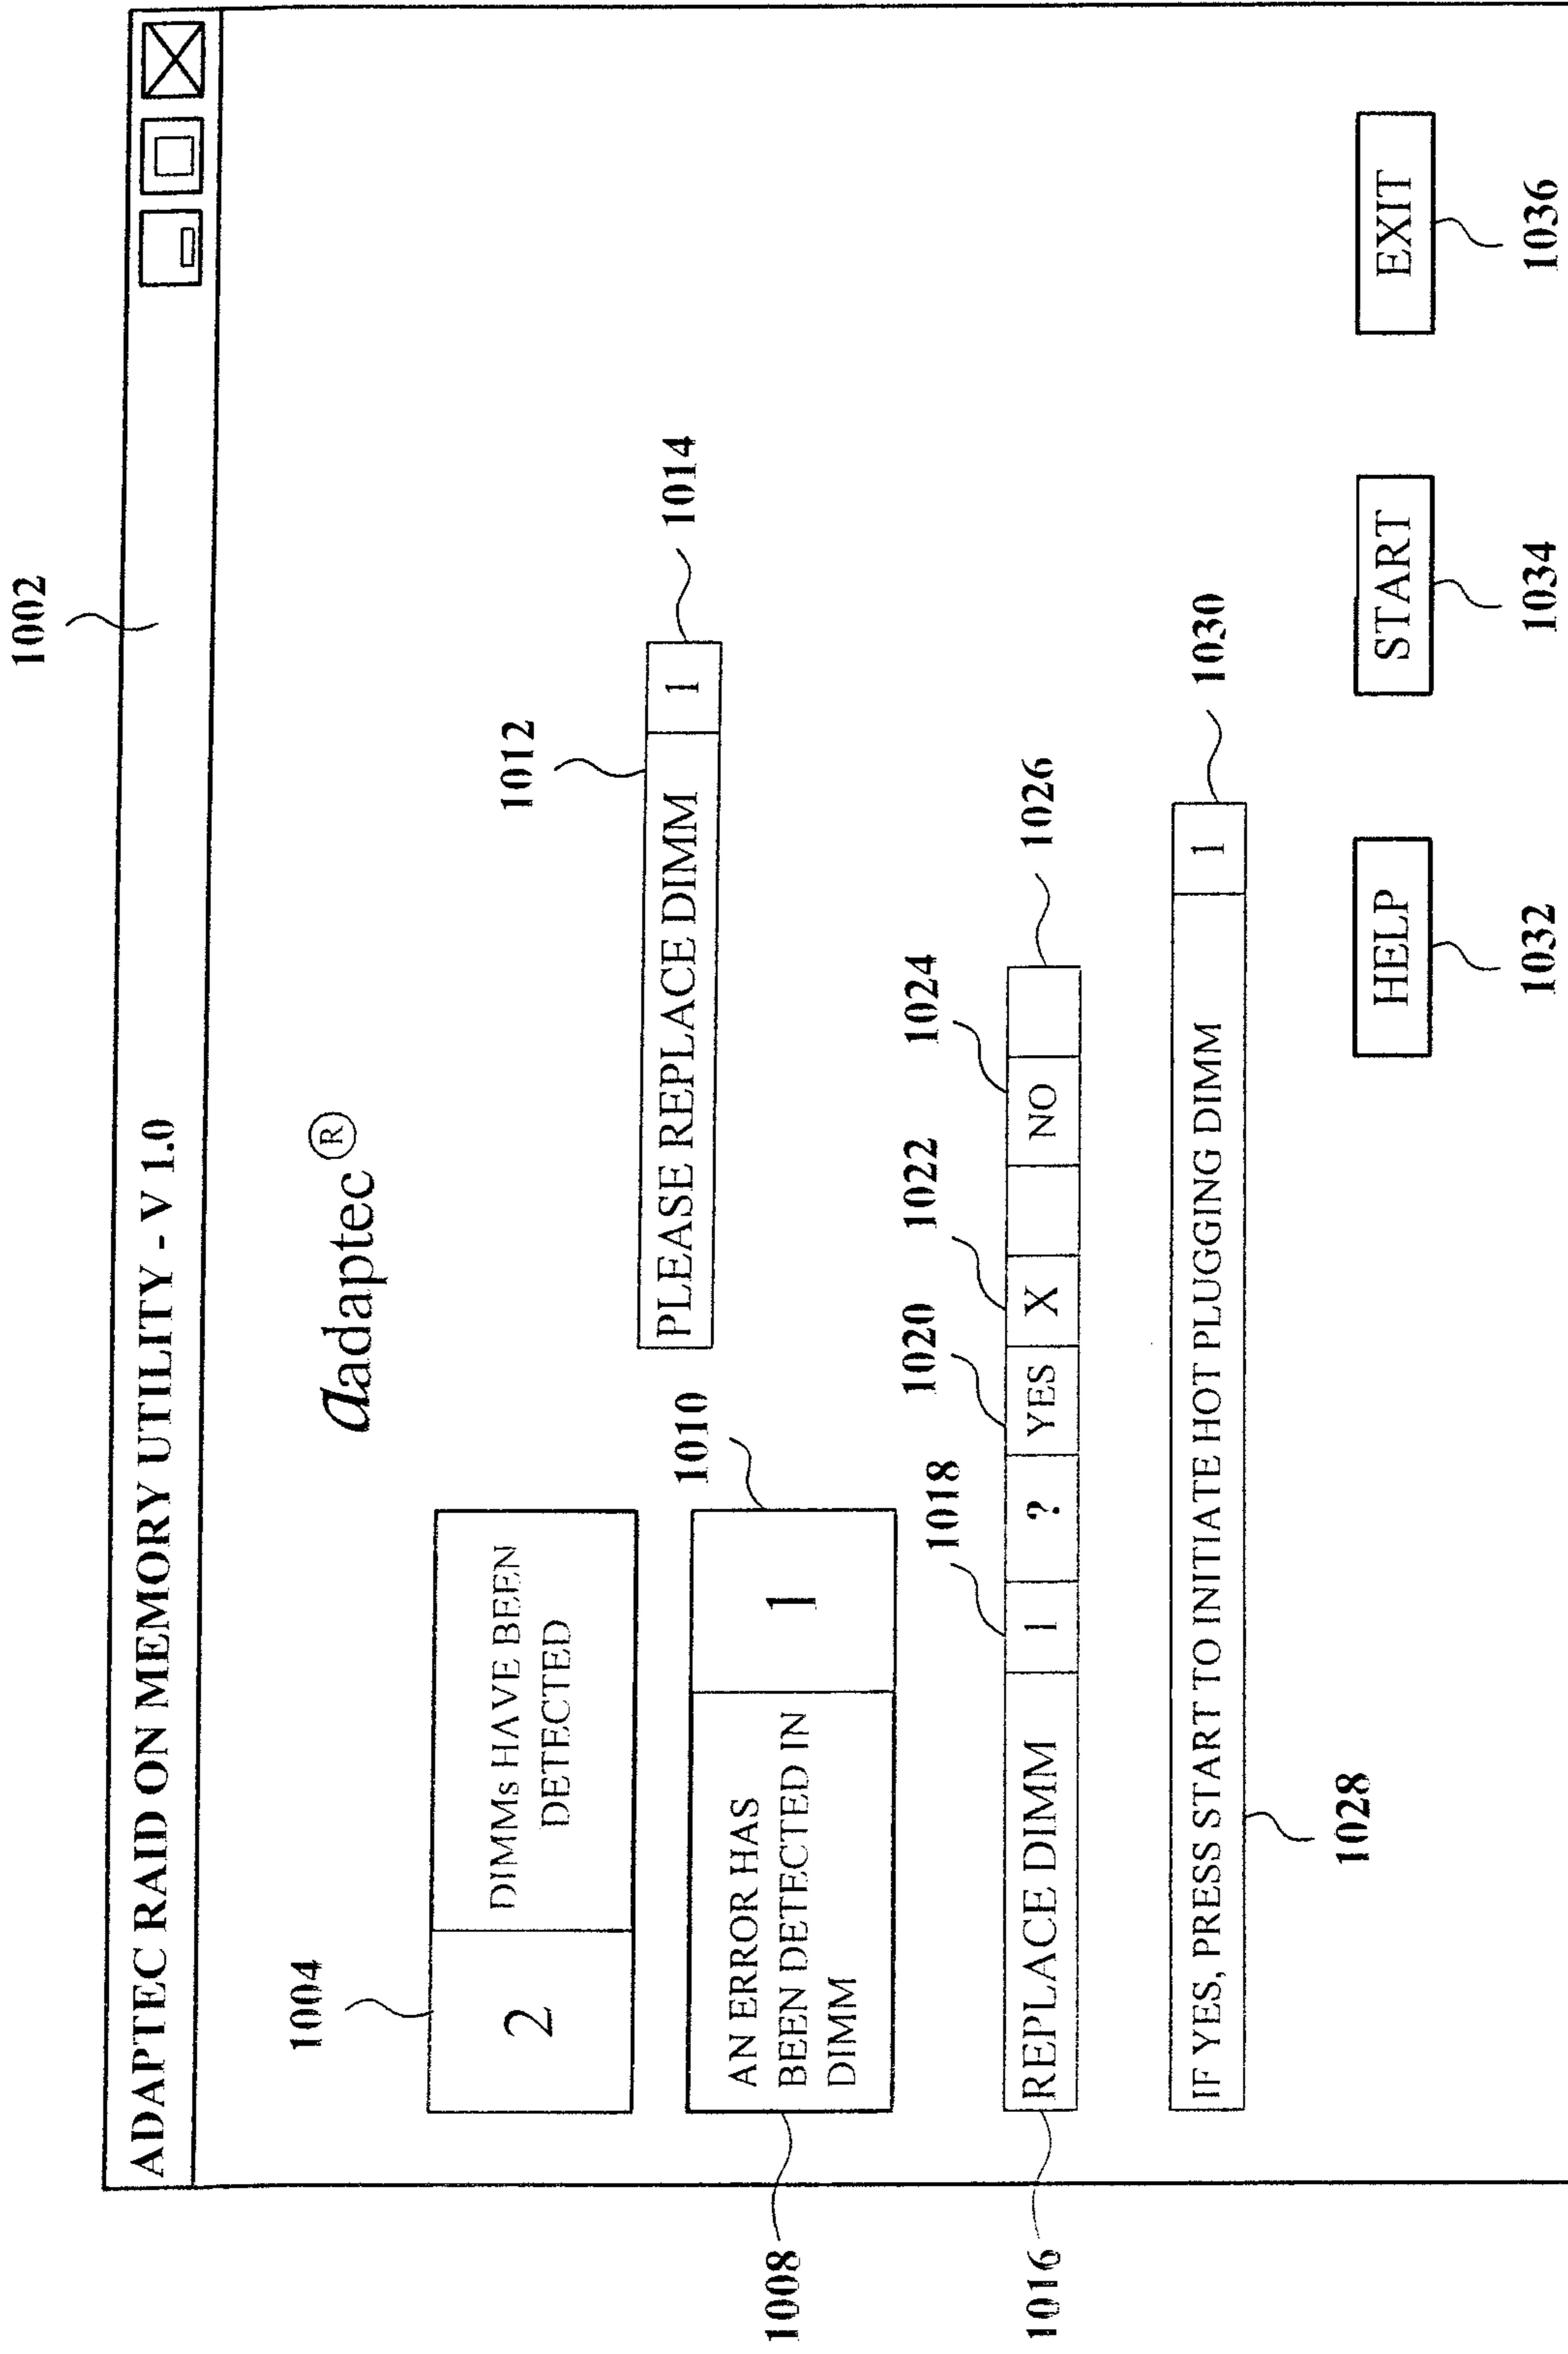 1002
ADAPTEC RAID ON MEMORY UTILITY - V 1.0
adaptec ®
1004
2 DIMMs HAVE BEEN
DETECTED
1012
PLEASE REPLACE DIMM 1 1014
1010
1008
AN ERROR HAS
BEEN DETECTED IN
DIMM
1
1018 1020 1022 1024
1016 REPLACE DIMM 1 ? YES X NO 1026
IF YES, PRESS START TO INITIATE HOT PLUGGING DIMM 1 1030
1028
HELP START EXIT
1032 1034 1036